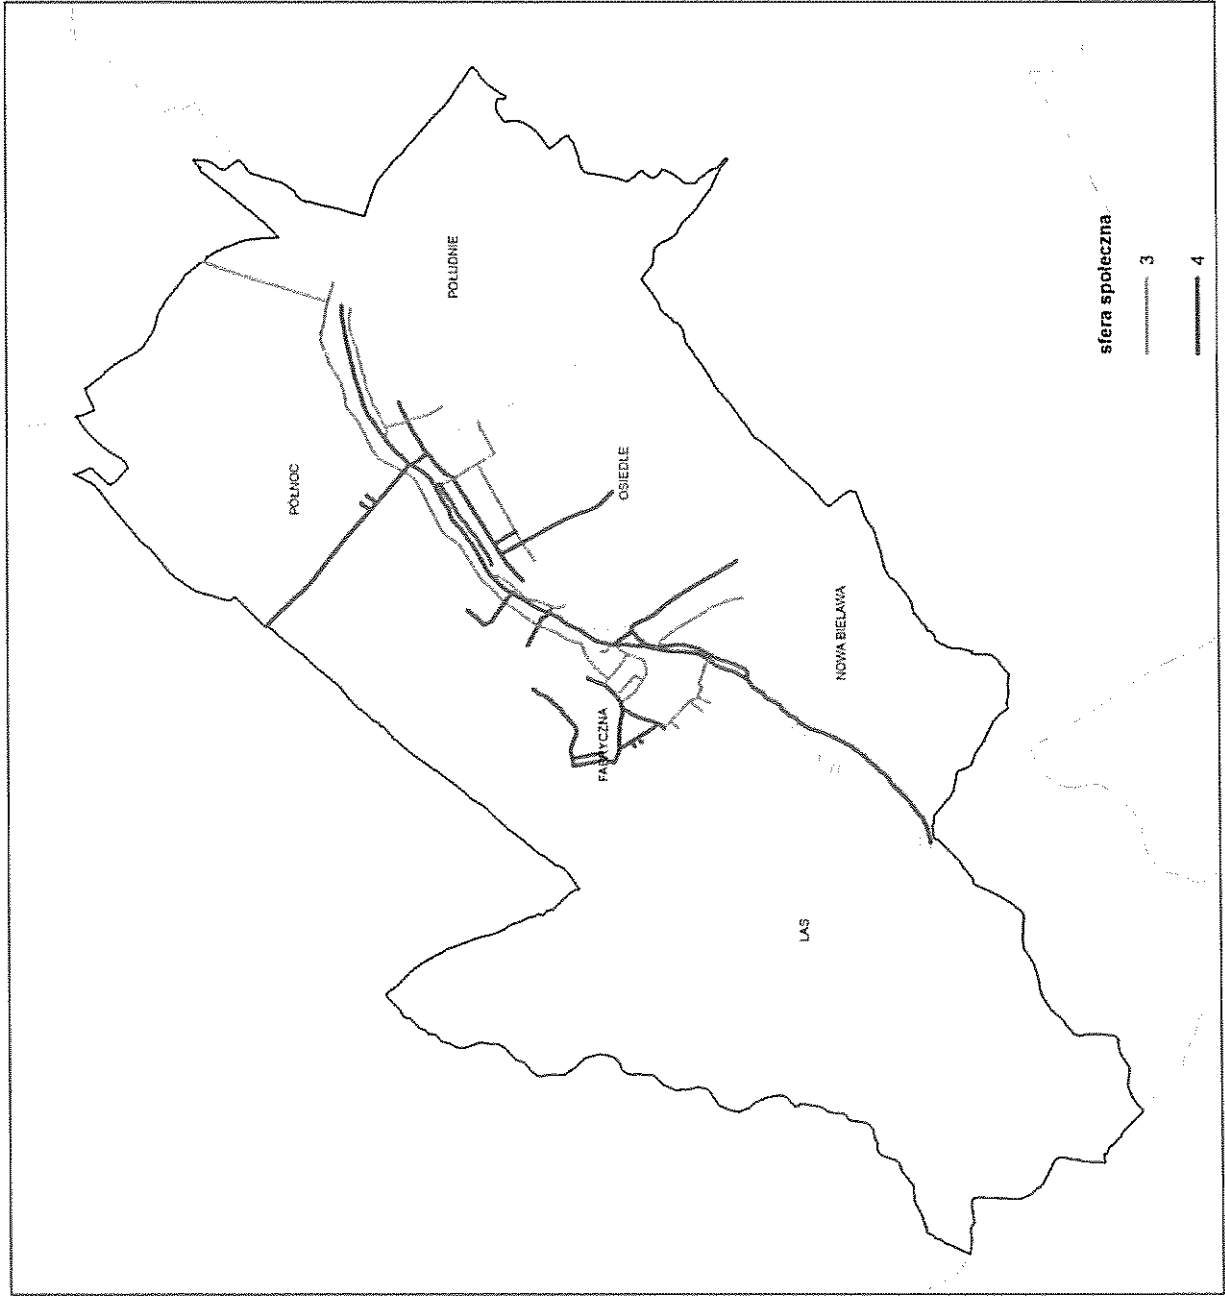 PÓŁNOC
POŁUDNIE
OSIEDLE
FABRYCZNA
NOWA BIELAWA
LAS
sfera społeczna
3
4